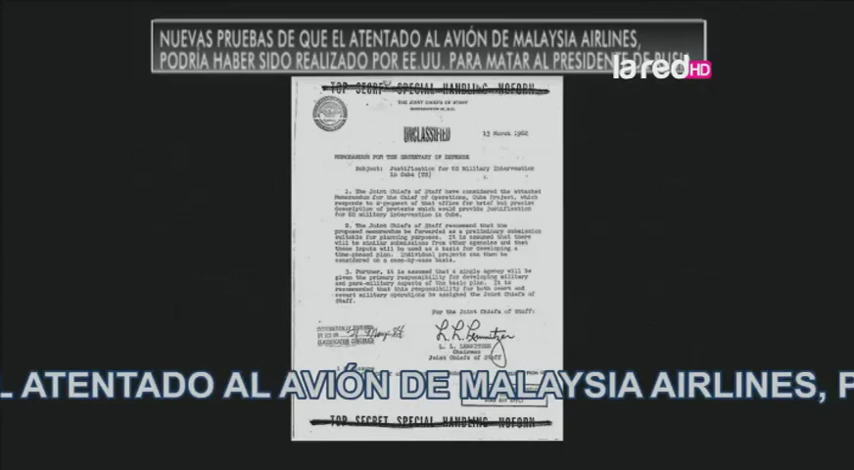 NUEVAS PRUEBAS DE QUE EL ATENTADO AL AVIÓN DE MALAYSIA AIRLINES,
PODRÍA HABER SIDO REALIZADO POR EE.UU. PARA MATAR AL PRESIDENTE DE RUSIA
la red HD
TOP SECRET SPECIAL HANDLING NOFORN
THE JOINT CHIEFS OF STAFF
WASHINGTON 25, D.C.
UNCLASSIFIED
13 March 1962
MEMORANDUM FOR THE SECRETARY OF DEFENSE
Subject: Justification for US Military Intervention
in Cuba (TS)
1. The Joint Chiefs of Staff have considered the attached
Memorandum for the Chief of Operations, Cuba Project, which
responds to a request of that office for brief but precise
description of pretexts which would provide justification
for US military intervention in Cuba.
2. The Joint Chiefs of Staff recommend that the
proposed memorandum be forwarded as a preliminary submission
suitable for planning purposes. It is assumed that there
will be similar submissions from other agencies and that
these inputs will be used as a basis for developing a
time-phased plan. Individual projects can then be
considered on a case-by-case basis.
3. Further, it is assumed that a single agency will be
given the primary responsibility for developing military
and para-military aspects of the basic plan. It is
recommended that this responsibility for both overt and
covert military operations be assigned the Joint Chiefs of
Staff.
For the Joint Chiefs of Staff:
L. L. Lemnitzer
L. L. LEMNITZER
Chairman
Joint Chiefs of Staff
L ATENTADO AL AVIÓN DE MALAYSIA AIRLINES, P
TOP SECRET SPECIAL HANDLING NOFORN